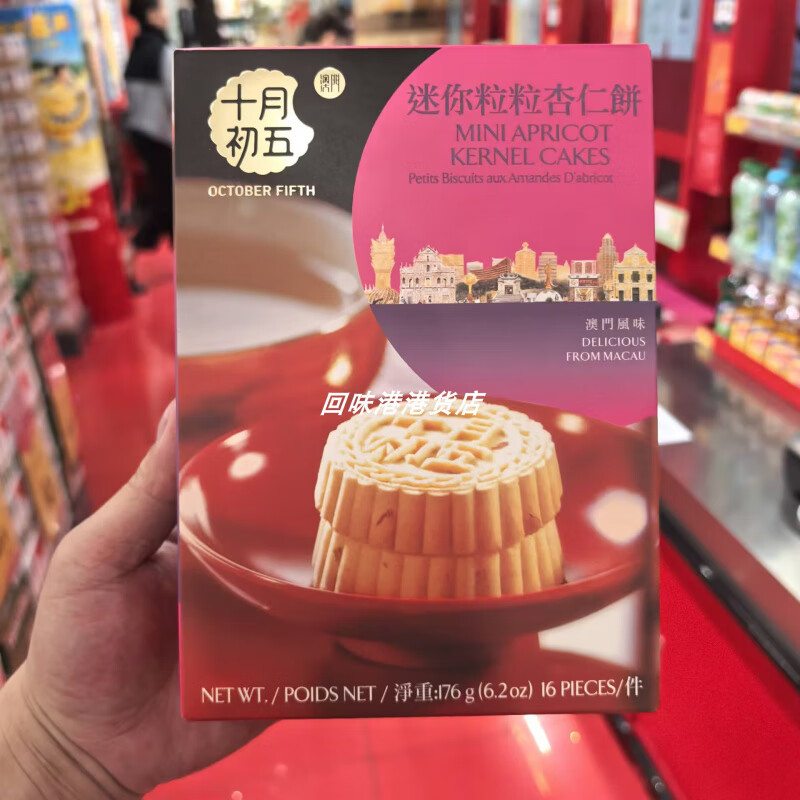 十月
初五
澳門
OCTOBER FIFTH
迷你粒粒杏仁餅
MINI APRICOT
KERNEL CAKES
Petits Biscuits aux Amandes D'abricot
澳門風味
DELICIOUS
FROM MACAU
回味港港货店
NET WT. / POIDS NET / 淨重:176 g (6.2 oz) 16 PIECES/件